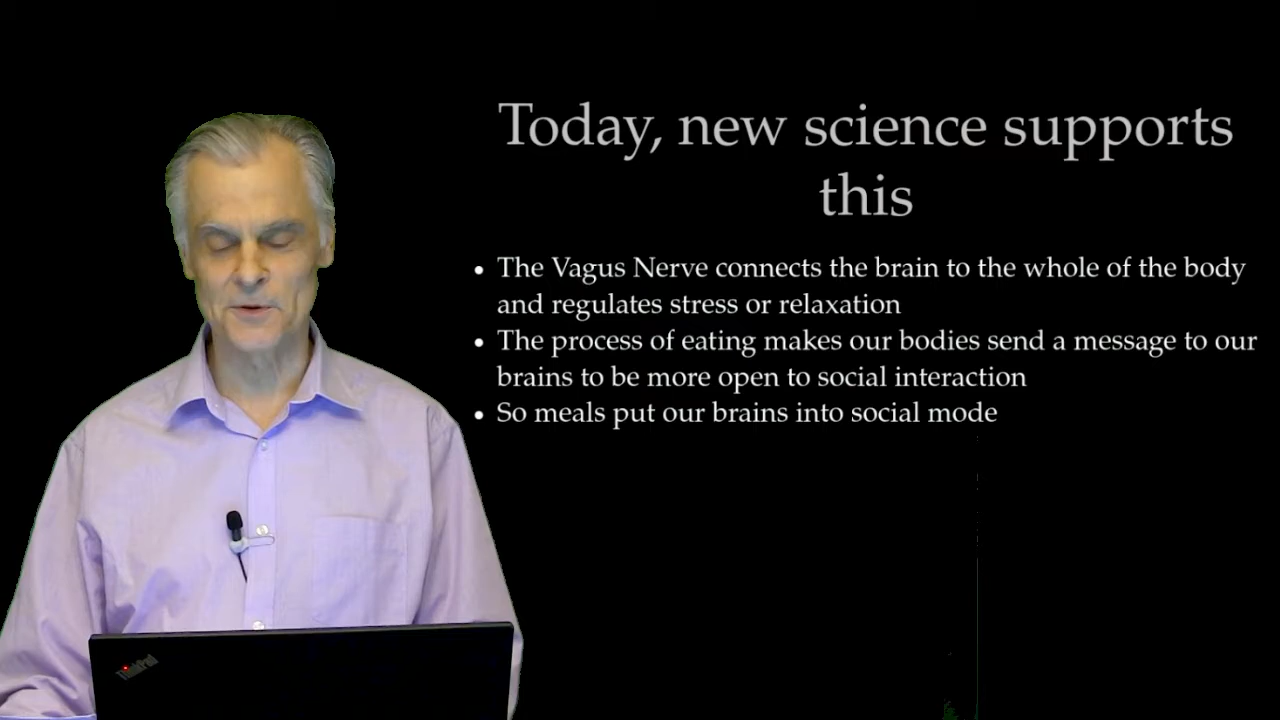 Today, new science supports
this
• The Vagus Nerve connects the brain to the whole of the body
and regulates stress or relaxation
• The process of eating makes our bodies send a message to our
brains to be more open to social interaction
• So meals put our brains into social mode
ThinkPad